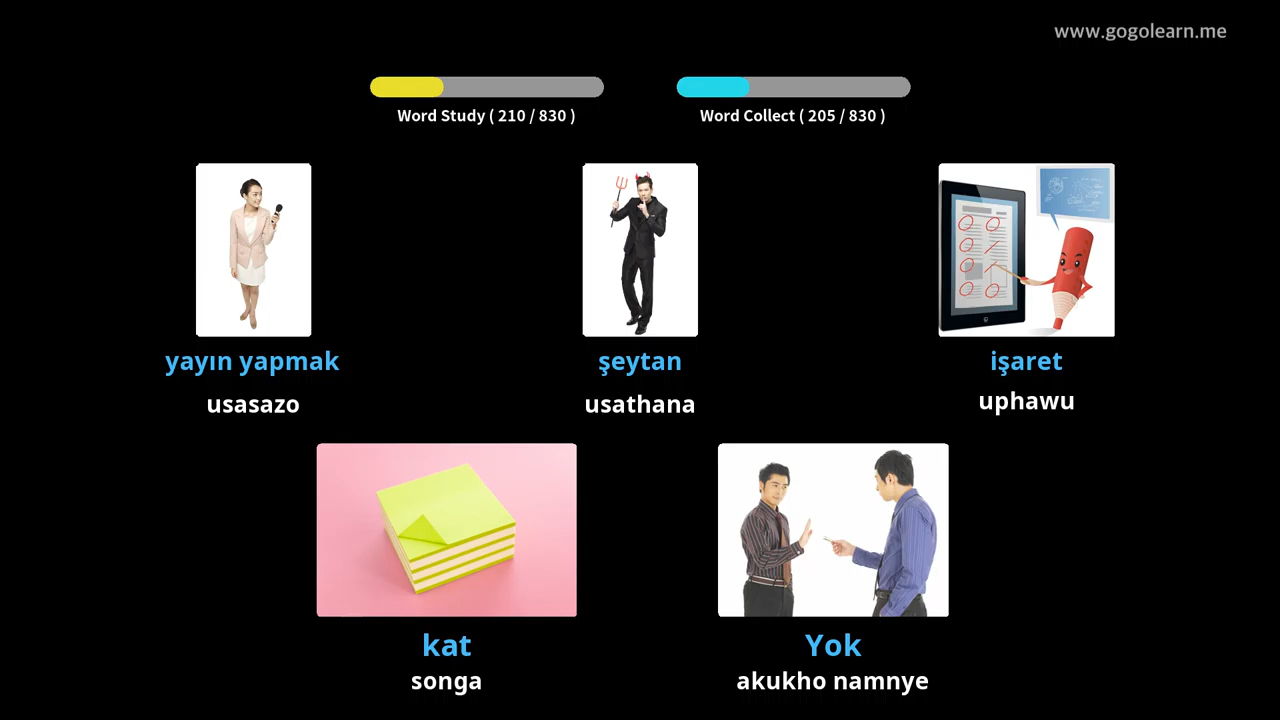 www.gogolearn.me
Word Study ( 210 / 830 )
Word Collect ( 205 / 830 )
yayın yapmak
usasazo
şeytan
usathana
işaret
uphawu
kat
songa
Yok
akukho namnye